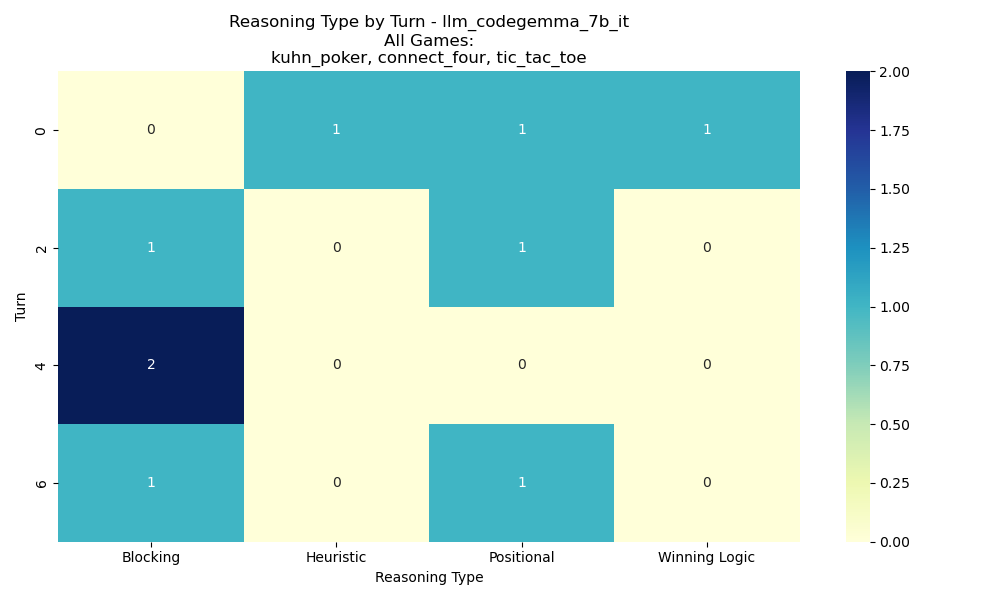 Reasoning Type by Turn - llm_codegemma_7b_it
All Games:
kuhn_poker, connect_four, tic_tac_toe
Turn
0
0 1 1 1
2
1 0 1 0
4
2 0 0 0
6
1 0 1 0
Blocking Heuristic Positional Winning Logic
Reasoning Type
2.00
1.75
1.50
1.25
1.00
0.75
0.50
0.25
0.00